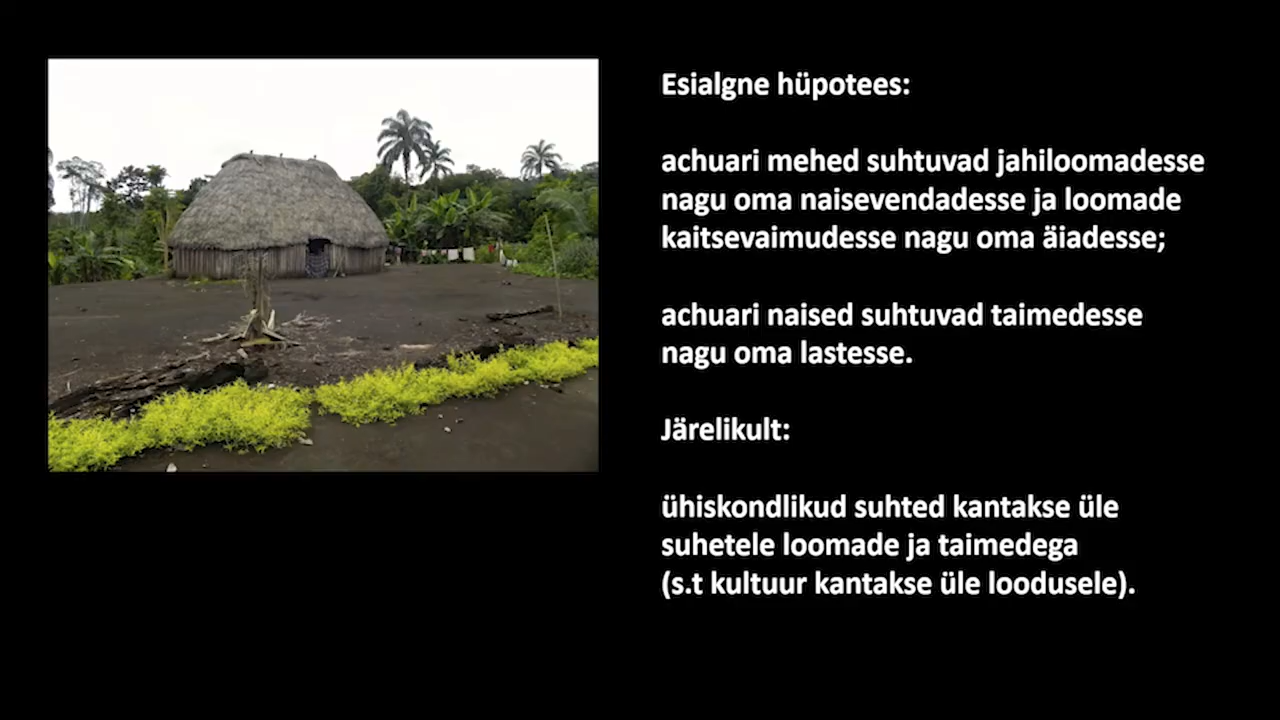 Esialgne hüpotees:
achuari mehed suhtuvad jahiloomadesse
nagu oma naisevendadesse ja loomade
kaitsevaimudesse nagu oma äiadesse;
achuari naised suhtuvad taimedesse
nagu oma lastesse.
Järelikult:
ühiskondlikud suhted kantakse üle
suhetele loomade ja taimedega
(s.t kultuur kantakse üle loodusele).